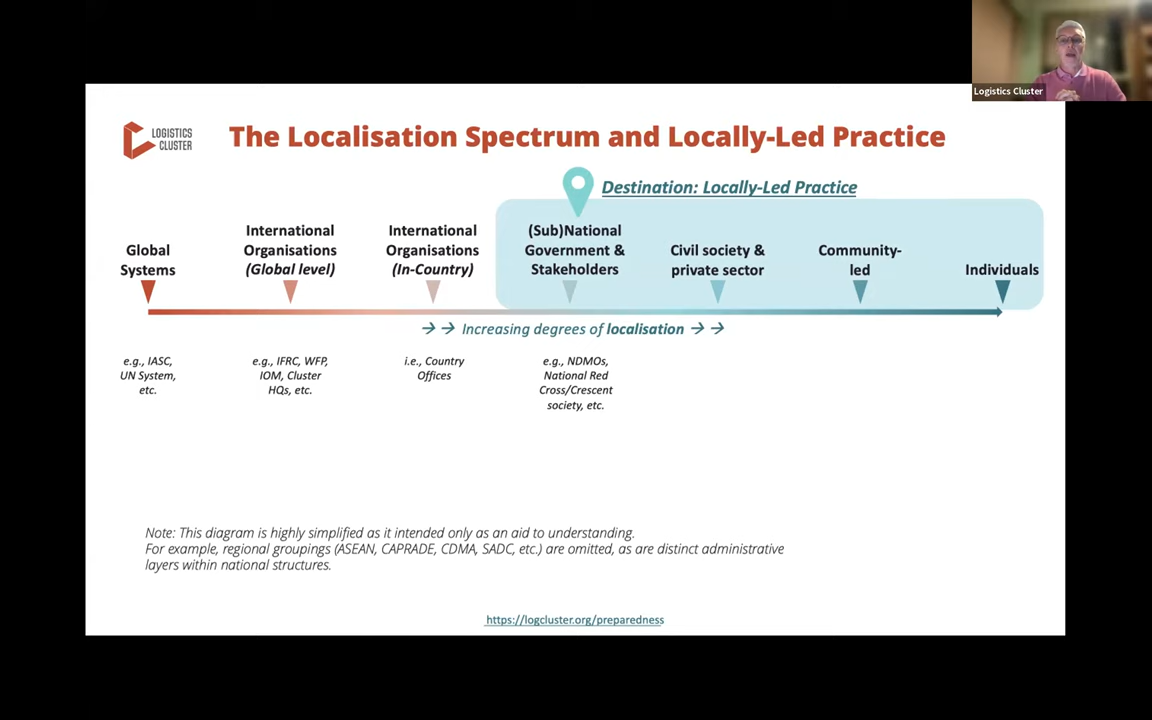 Logistics Cluster
LOGISTICS
CLUSTER
The Localisation Spectrum and Locally-Led Practice
Destination: Locally-Led Practice
Global
Systems
International
Organisations
(Global level)
International
Organisations
(In-Country)
(Sub)National
Government &
Stakeholders
Civil society &
private sector
Community-
led
Individuals
→ → Increasing degrees of localisation → →
e.g., IASC,
UN System,
etc.
e.g., IFRC, WFP,
IOM, Cluster
HQs, etc.
i.e., Country
Offices
e.g., NDMOs,
National Red
Cross/Crescent
society, etc.
Note: This diagram is highly simplified as it intended only as an aid to understanding.
For example, regional groupings (ASEAN, CAPRADE, CDMA, SADC, etc.) are omitted, as are distinct administrative
layers within national structures.
https://logcluster.org/preparedness